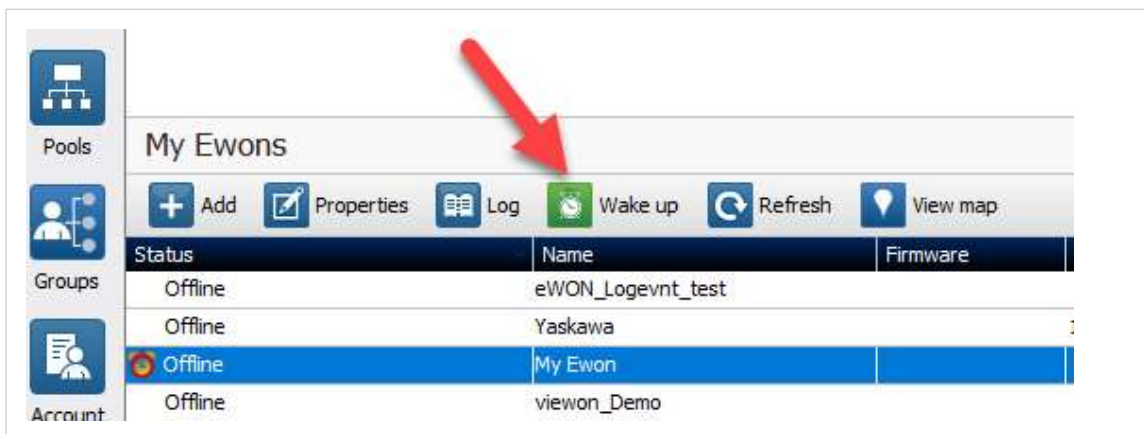 Pools
My Ewons
Add Properties Log Wake up Refresh View map
Status Name Firmware
Groups
Offline eWON_Logevnt_test
Offline Yaskawa
Offline My Ewon
Offline viewon_Demo
Account